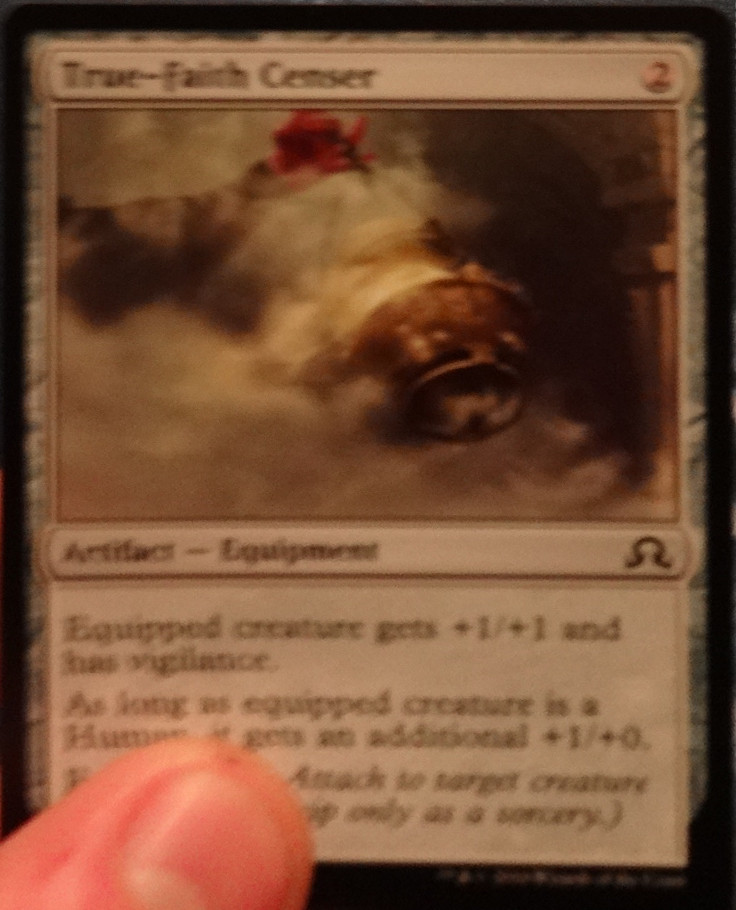 True-Faith Censer
2
Artifact — Equipment
Equipped creature gets +1/+1 and
has vigilance.
As long as equipped creature is a
Human, it gets an additional +1/+0.
Attach to target creature
only as a sorcery.)